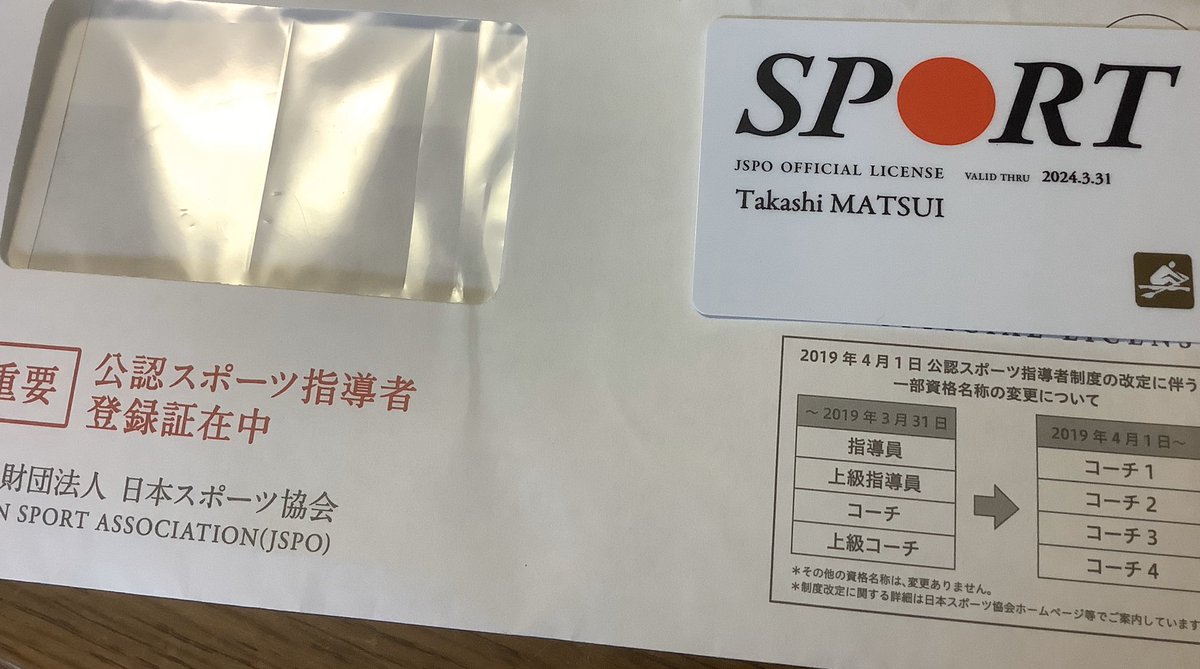 SPORT
JSPO OFFICIAL LICENSE VALID THRU 2024.3.31
Takashi MATSUI
重要
公認スポーツ指導者
登録証在中
財団法人 日本スポーツ協会
N SPORT ASSOCIATION(JSPO)
2019年4月1日 公認スポーツ指導者制度の改定に伴う
一部資格名称の変更について
～2019年3月31日
指導員
上級指導員
コーチ
上級コーチ
2019年4月1日～
コーチ1
コーチ2
コーチ3
コーチ4
＊その他の資格名称は、変更ありません。
＊制度改定に関する詳細は日本スポーツ協会ホームページ等でご案内しています